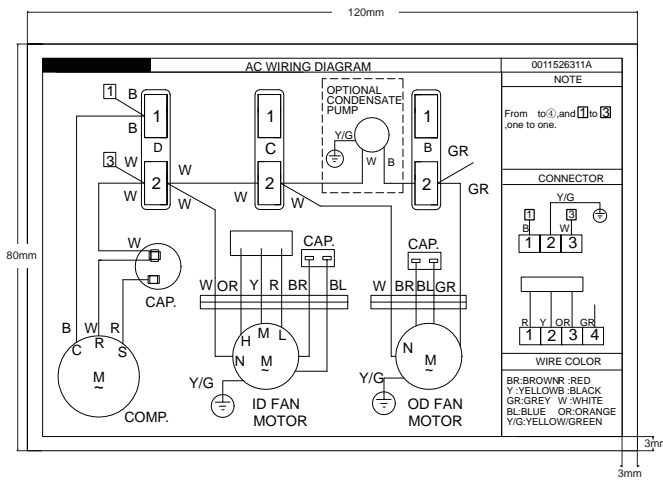 120mm
AC WIRING DIAGRAM
0011526311A
NOTE
From to④,and 1 to 3
,one to one.
OPTIONAL
CONDENSATE
PUMP
Y/G
W B
1 B
B
1
D
3 W
W
2
W
W
1
C
2
W
W
W
1
B
2
GR
GR
CONNECTOR
Y/G
1 3
B W
1 2 3
R Y OR GR
1 2 3 4
80mm
W
CAP.
CAP.
CAP.
W OR Y R BR BL
W BR BL GR
B W R
C R S
M
~
COMP.
H M L
N
M
~
Y/G
ID FAN
MOTOR
N
M
~
Y/G
OD FAN
MOTOR
WIRE COLOR
BR:BROWNR :RED
Y :YELLOWB :BLACK
GR:GREY W :WHITE
BL:BLUE OR:ORANGE
Y/G:YELLOW/GREEN
3mm
3mm